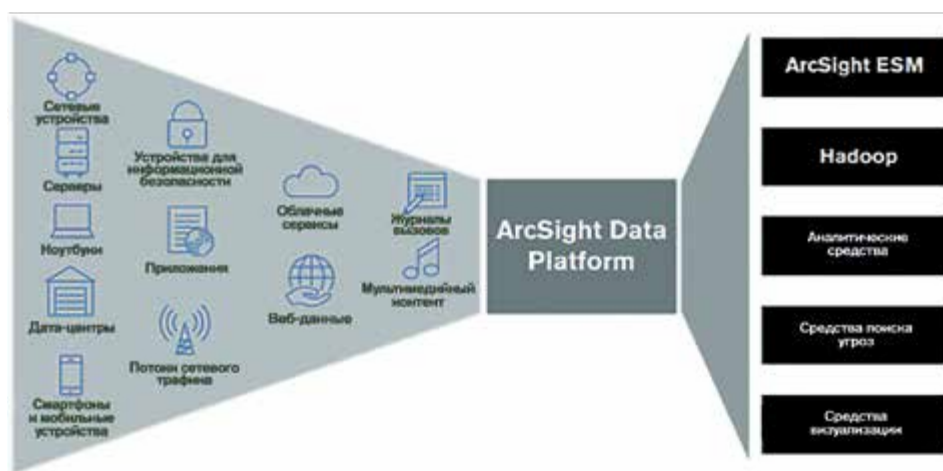 Сетевые
устройства
Серверы
Ноутбуки
Дата-центры
Смартфоны
и мобильные
устройства
Устройства для
информационной
безопасности
Приложения
Потоки сетевого
трафика
Облачные
сервисы
Веб-данные
Журналы
вызовов
Мультимедийный
контент
ArcSight Data
Platform
ArcSight ESM
Hadoop
Аналитические
средства
Средства поиска
угроз
Средства
визуализации